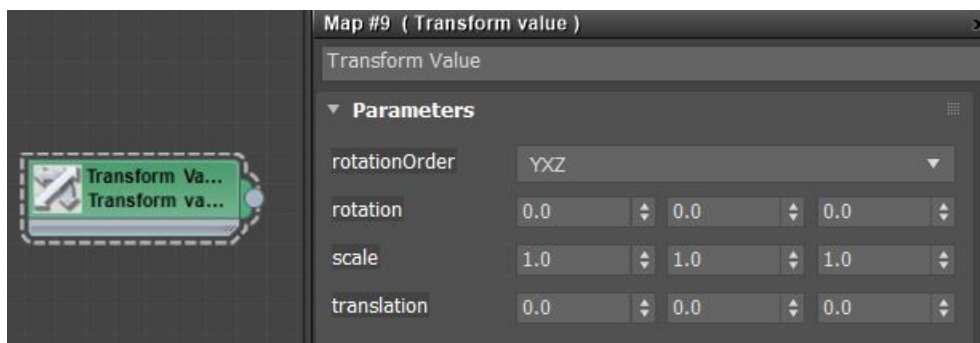 Map #9 ( Transform value )
Transform Value
Parameters
Transform Va...
Transform va...
rotationOrder YXZ
rotation 0.0 0.0 0.0
scale 1.0 1.0 1.0
translation 0.0 0.0 0.0